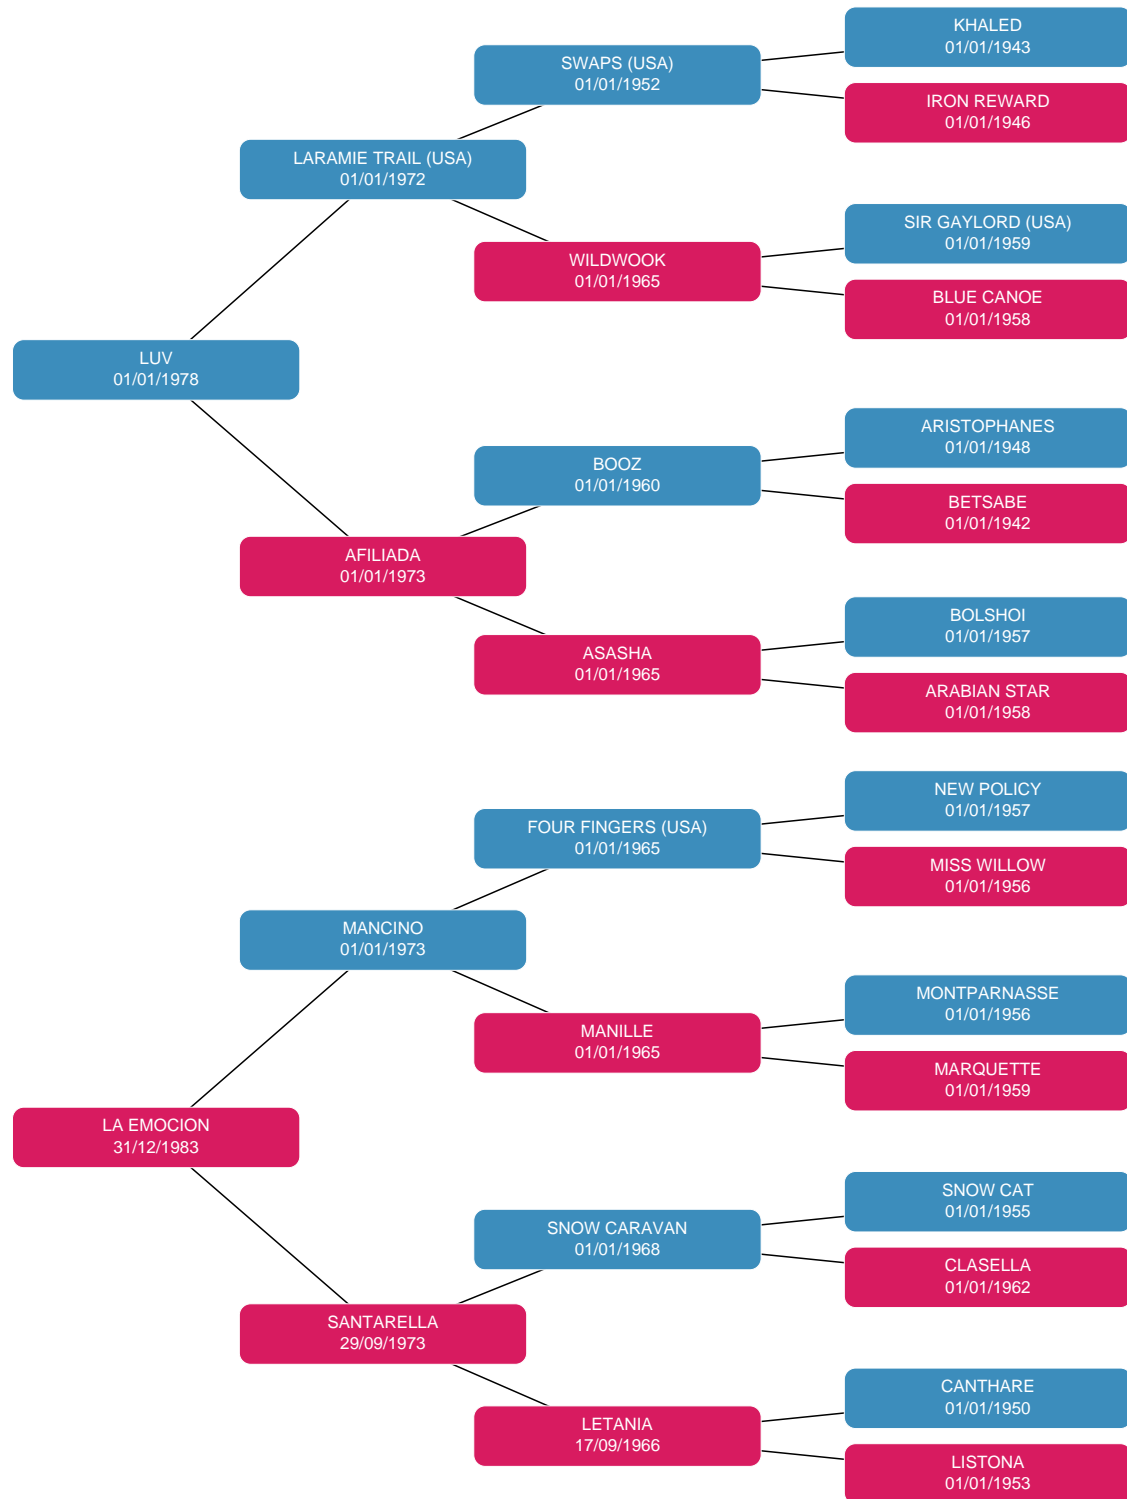 KHALED
01/01/1943
SWAPS (USA)
01/01/1952
IRON REWARD
01/01/1946
LARAMIE TRAIL (USA)
01/01/1972
SIR GAYLORD (USA)
01/01/1959
WILDWOOK
01/01/1965
BLUE CANOE
01/01/1958
LUV
01/01/1978
ARISTOPHANES
01/01/1948
BOOZ
01/01/1960
BETSABE
01/01/1942
AFILIADA
01/01/1973
BOLSHOI
01/01/1957
ASASHA
01/01/1965
ARABIAN STAR
01/01/1958
NEW POLICY
01/01/1957
FOUR FINGERS (USA)
01/01/1965
MISS WILLOW
01/01/1956
MANCINO
01/01/1973
MONTPARNASSE
01/01/1956
MANILLE
01/01/1965
MARQUETTE
01/01/1959
LA EMOCION
31/12/1983
SNOW CAT
01/01/1955
SNOW CARAVAN
01/01/1968
CLASELLA
01/01/1962
SANTARELLA
29/09/1973
CANTHARE
01/01/1950
LETANIA
17/09/1966
LISTONA
01/01/1953